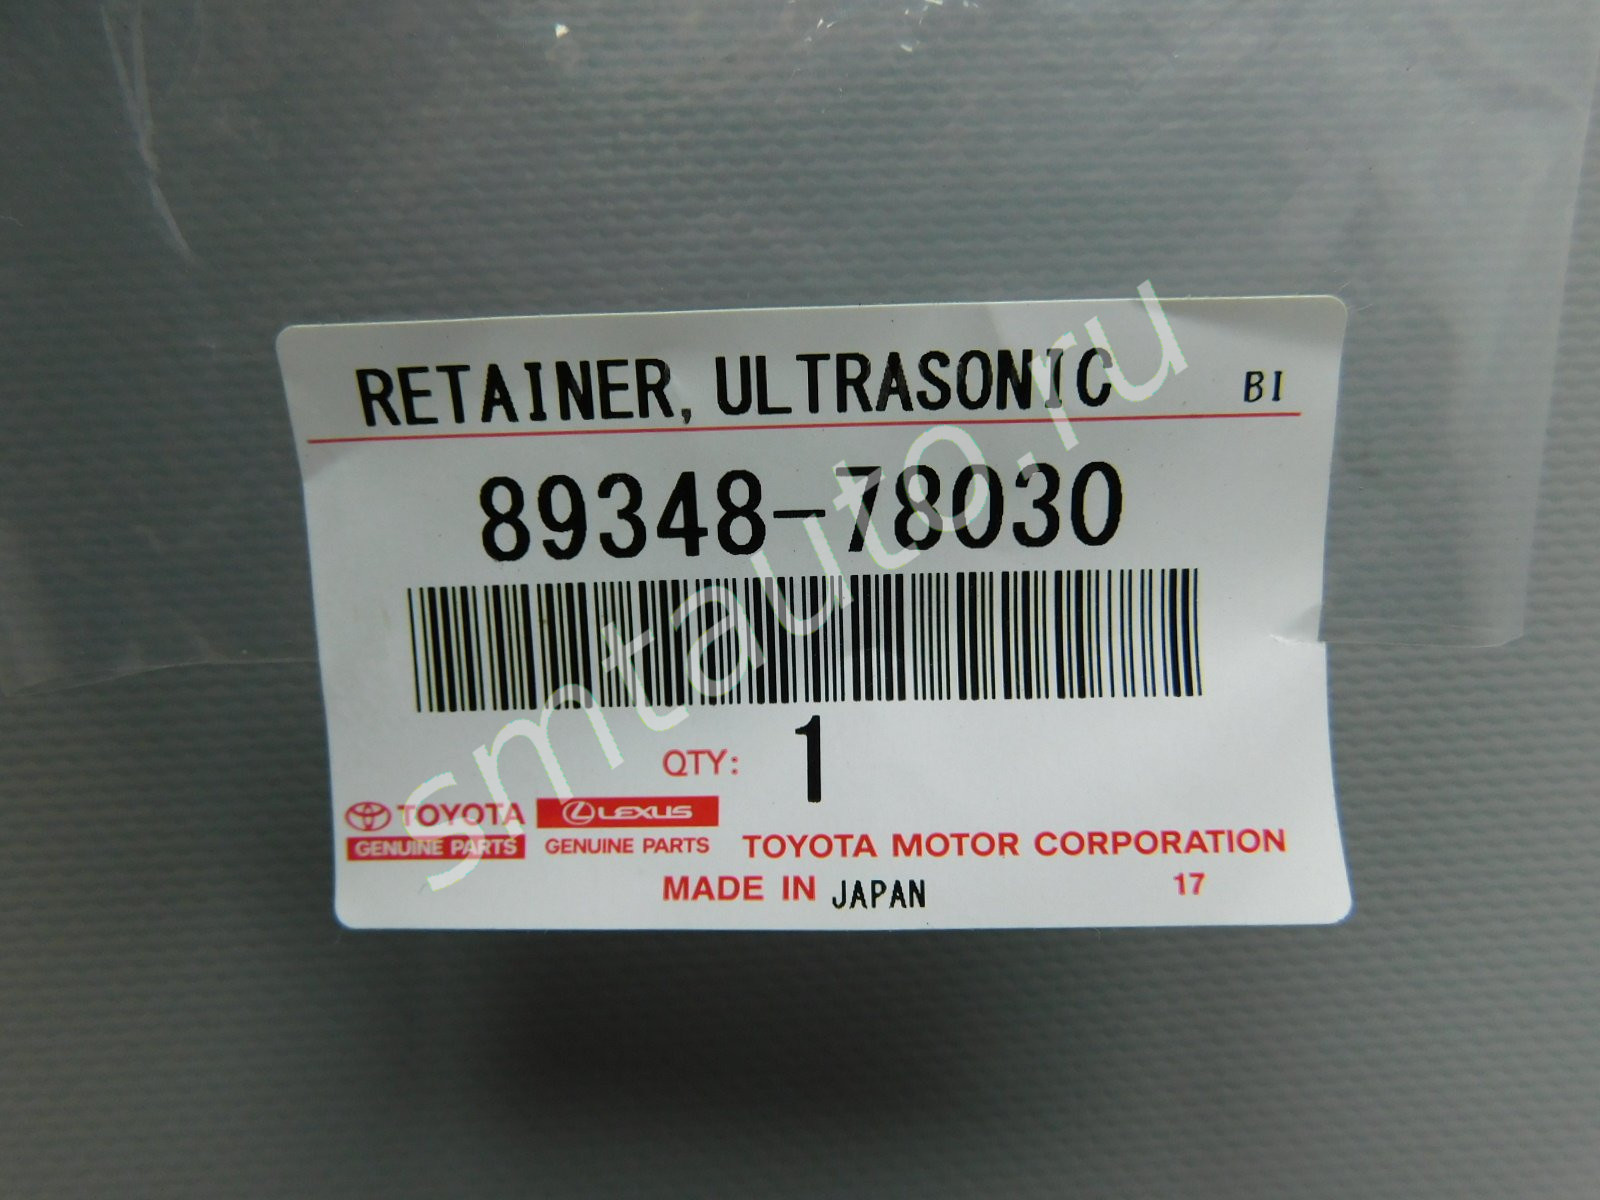 RETAINER, ULTRASONIC BI
89348-78030
QTY: 1
TOYOTA LEXUS
GENUINE PARTS GENUINE PARTS TOYOTA MOTOR CORPORATION
MADE IN JAPAN 17
smtauto.ru